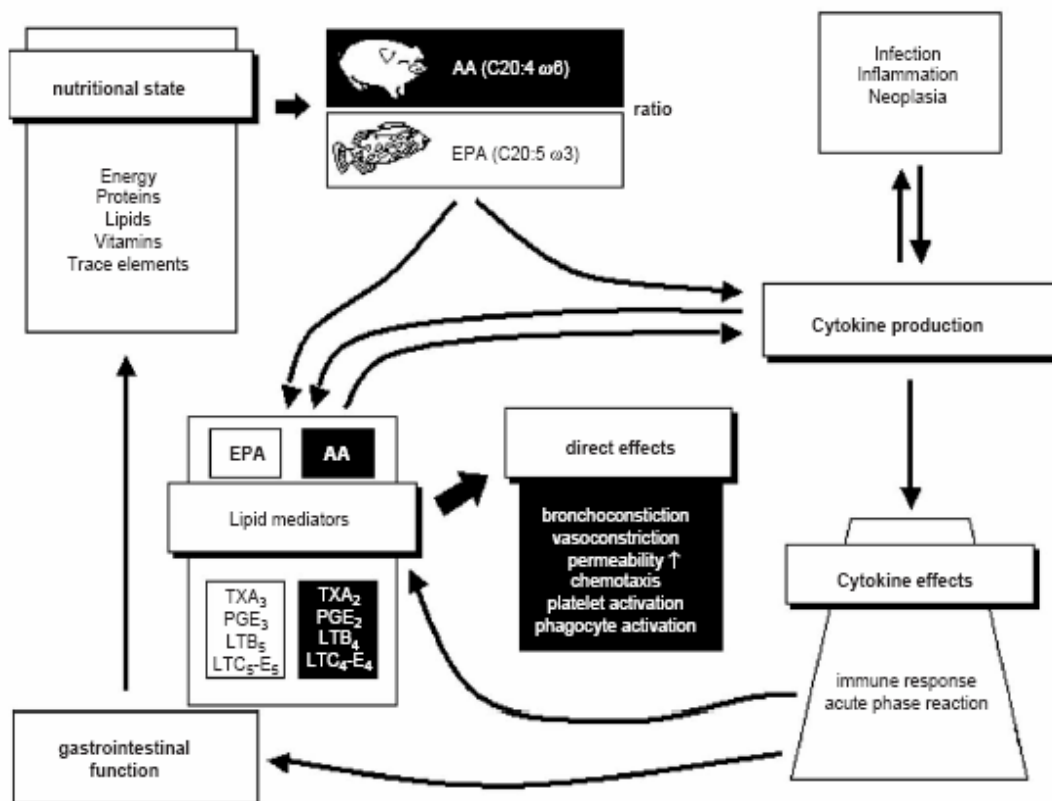 nutritional state
Energy
Proteins
Lipids
Vitamins
Trace elements
AA (C20:4 ω6)
EPA (C20:5 ω3)
ratio
Infection
Inflammation
Neoplasia
Cytokine production
EPA
AA
Lipid mediators
TXA₃
PGE₃
LTB₅
LTC₅-E₅
TXA₂
PGE₂
LTB₄
LTC₄-E₄
direct effects
bronchoconstiction
vasoconstriction
permeability ↑
chemotaxis
platelet activation
phagocyte activation
Cytokine effects
immune response
acute phase reaction
gastrointestinal
function